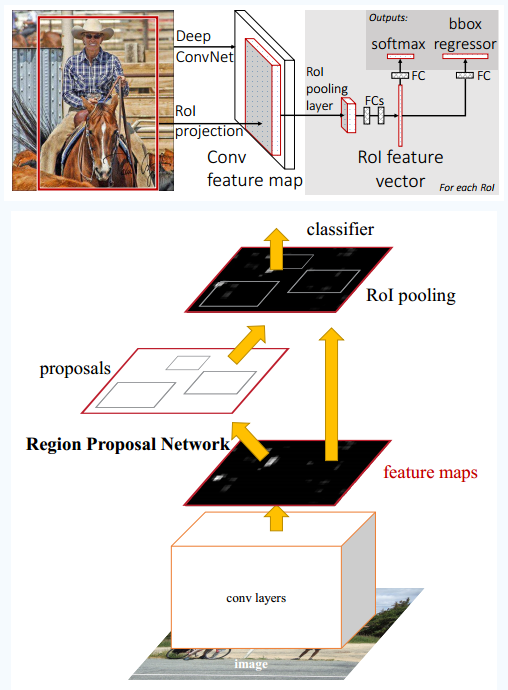 Outputs:
bbox
softmax regressor
Deep
ConvNet
FC
FC
RoI
pooling
layer
FCs
RoI
projection
Conv
feature map
RoI feature
vector
For each RoI
classifier
RoI pooling
proposals
Region Proposal Network
feature maps
conv layers
image